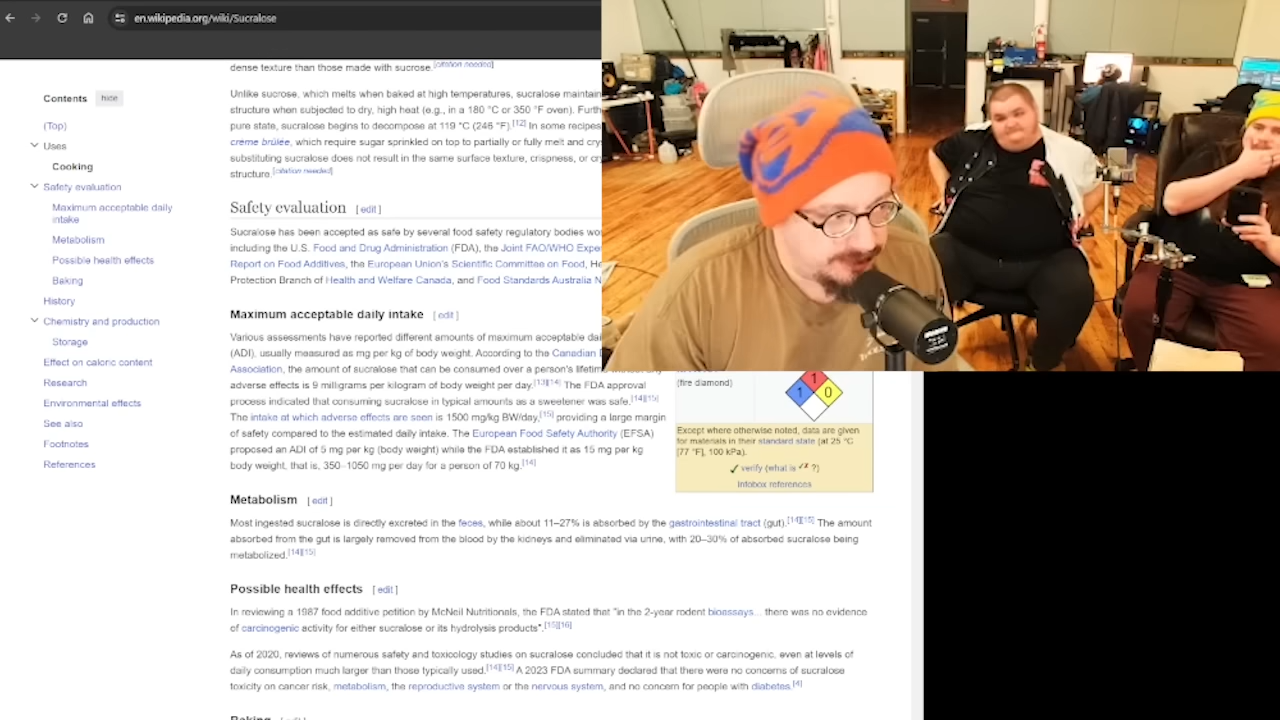 en.wikipedia.org/wiki/Sucralose
Contents hide
(Top)
Uses
Cooking
Safety evaluation
Maximum acceptable daily
intake
Metabolism
Possible health effects
Baking
History
Chemistry and production
Storage
Effect on caloric content
Research
Environmental effects
See also
Footnotes
References
dense texture than those made with sucrose.[citation needed]
Unlike sucrose, which melts when baked at high temperatures, sucralose maintain
structure when subjected to dry, high heat (e.g., in a 180 °C or 350 °F oven). Furth
pure state, sucralose begins to decompose at 119 °C (246 °F).[12] In some recipes
crème brûlée, which require sugar sprinkled on top to partially or fully melt and crys
substituting sucralose does not result in the same surface texture, crispness, or cry
structure.[citation needed]
Safety evaluation [ edit ]
Sucralose has been accepted as safe by several food safety regulatory bodies wo
including the U.S. Food and Drug Administration (FDA), the Joint FAO/WHO Expe
Report on Food Additives, the European Union's Scientific Committee on Food, He
Protection Branch of Health and Welfare Canada, and Food Standards Australia N
Maximum acceptable daily intake [ edit ]
Various assessments have reported different amounts of maximum acceptable dai
(ADI), usually measured as mg per kg of body weight. According to the Canadian D
Association, the amount of sucralose that can be consumed over a person's lifetime without any
adverse effects is 9 milligrams per kilogram of body weight per day.[13][14] The FDA approval
process indicated that consuming sucralose in typical amounts as a sweetener was safe.[14][15]
The intake at which adverse effects are seen is 1500 mg/kg BW/day,[15] providing a large margin
of safety compared to the estimated daily intake. The European Food Safety Authority (EFSA)
proposed an ADI of 5 mg per kg (body weight) while the FDA established it as 15 mg per kg
body weight, that is, 350–1050 mg per day for a person of 70 kg.[14]
(fire diamond)
1
1 0
Except where otherwise noted, data are given
for materials in their standard state (at 25 °C
[77 °F], 100 kPa).
verify (what is ?)
Infobox references
Metabolism [ edit ]
Most ingested sucralose is directly excreted in the feces, while about 11–27% is absorbed by the gastrointestinal tract (gut).[14][15] The amount
absorbed from the gut is largely removed from the blood by the kidneys and eliminated via urine, with 20–30% of absorbed sucralose being
metabolized.[14][15]
Possible health effects [ edit ]
In reviewing a 1987 food additive petition by McNeil Nutritionals, the FDA stated that "in the 2-year rodent bioassays... there was no evidence
of carcinogenic activity for either sucralose or its hydrolysis products".[15][16]
As of 2020, reviews of numerous safety and toxicology studies on sucralose concluded that it is not toxic or carcinogenic, even at levels of
daily consumption much larger than those typically used.[14][15] A 2023 FDA summary declared that there were no concerns of sucralose
toxicity on cancer risk, metabolism, the reproductive system or the nervous system, and no concern for people with diabetes.[4]
Baking [ edit ]